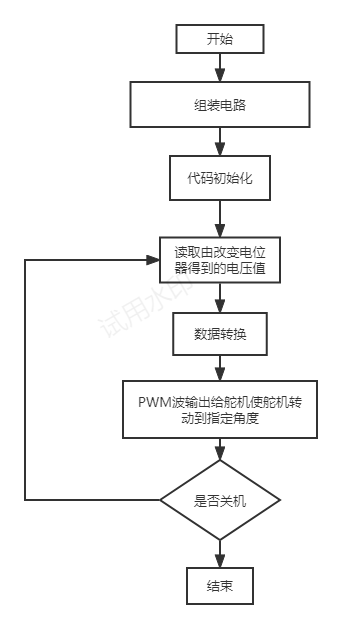 开始
组装电路
代码初始化
读取由改变电位
器得到的电压值
试用水印
数据转换
PWM波输出给舵机使舵机转
动到指定角度
是否关机
结束